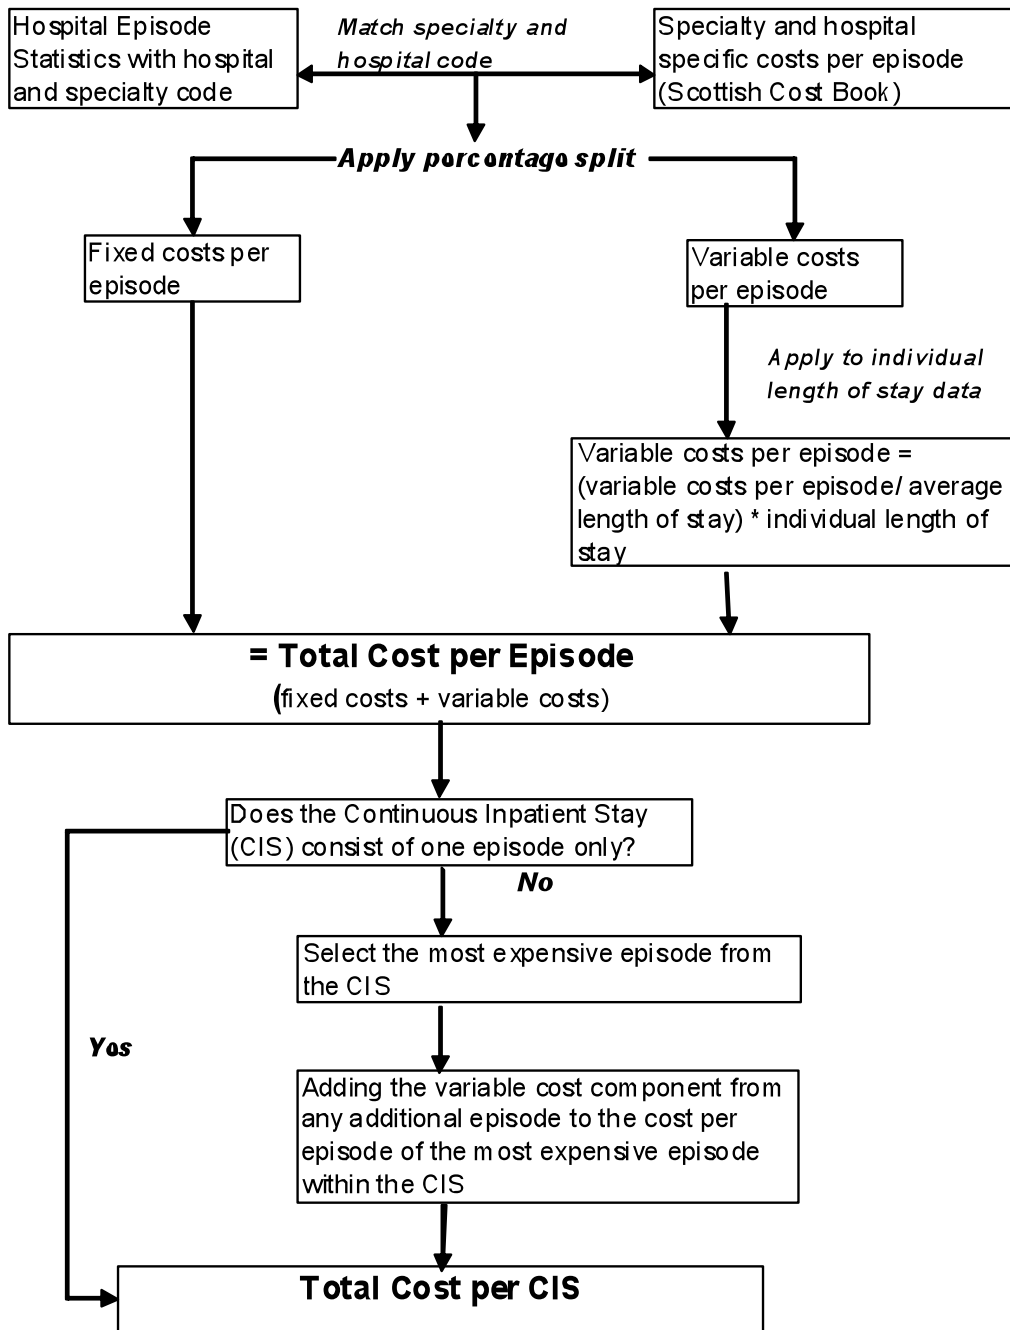 Hospital Episode
Statistics with hospital
and specialty code
Match specialty and
hospital code
Specialty and hospital
specific costs per episode
(Scottish Cost Book)
Apply porcontago split
Fixed costs per
episode
Variable costs
per episode
Apply to individual
length of stay data
Variable costs per episode =
(variable costs per episode/ average
length of stay) * individual length of
stay
= Total Cost per Episode
(fixed costs + variable costs)
Does the Continuous Inpatient Stay
(CIS) consist of one episode only?
No
Select the most expensive episode from
the CIS
Yos
Adding the variable cost component from
any additional episode to the cost per
episode of the most expensive episode
within the CIS
Total Cost per CIS